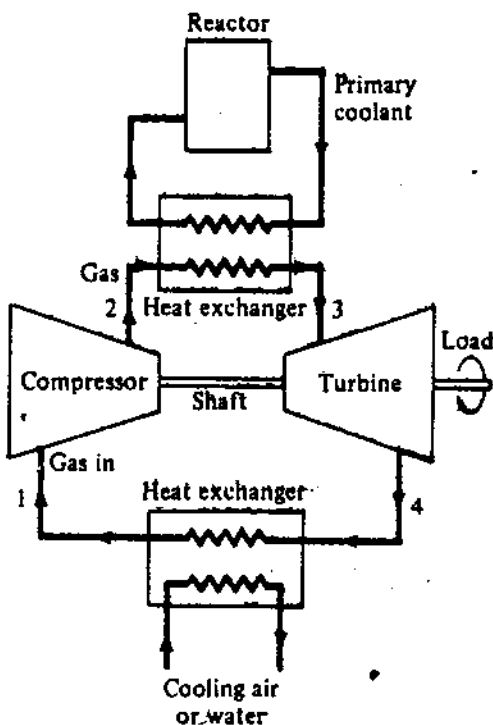 Reactor
Primary
coolant
Gas
2
Heat exchanger
3
Load
Compressor
Shaft
Turbine
Gas in
1
Heat exchanger
4
Cooling air
or water